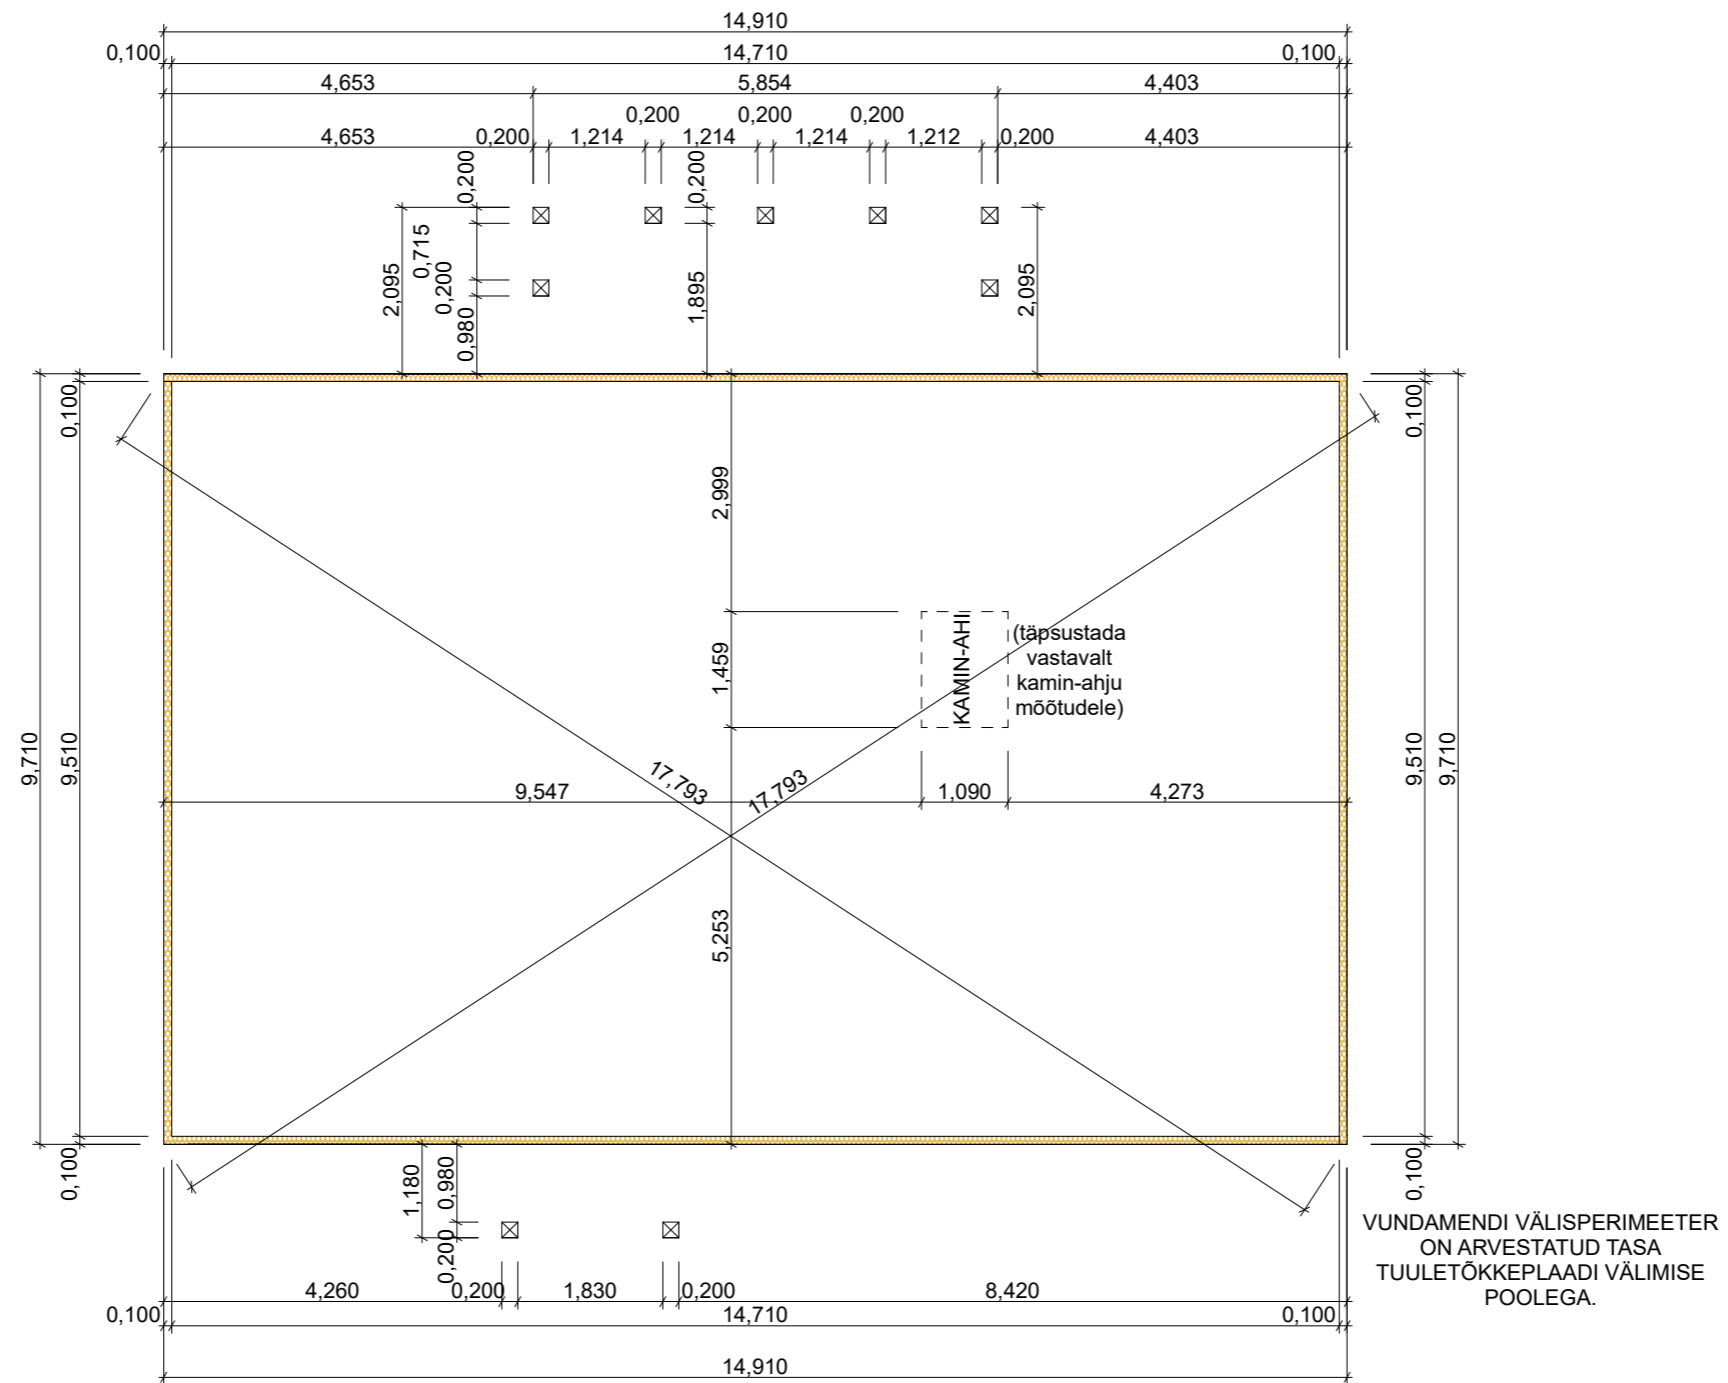 14,910
0,100 14,710 0,100
4,653 5,854 4,403
0,200 0,200 0,200
4,653 0,200 1,214 1,214 1,214 1,212 0,200 4,403
0,200
0,200
2,095
0,715
0,200
0,980
1,895
2,095
0,100
0,100
2,999
1,459
KAMIN-AHI
(täpsustada
vastavalt
kamin-ahju
mõõtudele)
9,710
9,510
9,510
9,710
17,793
17,793
9,547 1,090 4,273
5,253
0,100
1,180
0,980
0,200
0,100
VUNDAMENDI VÄLISPERIMEETER
ON ARVESTATUD TASA
TUULETÕKKEPLAADI VÄLIMISE
POOLEGA.
4,260 0,200 1,830 0,200 8,420
0,100 14,710 0,100
14,910